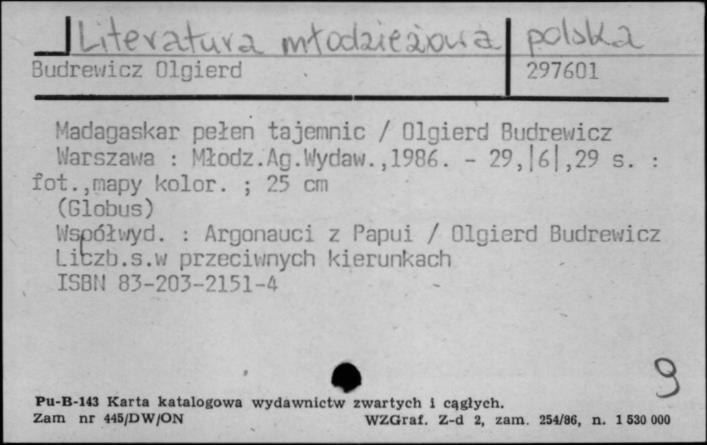 Literatura młodzieżowa polska
Budrewicz Olgierd 297601
Madagaskar pełen tajemnic / Olgierd Budrewicz
Warszawa : Młodz.Ag.Wydaw.,1986. - 29,|6|,29 s. :
fot.,mapy kolor. ; 25 cm
(Globus)
Współwyd. : Argonauci z Papui / Olgierd Budrewicz
Liczb.s.w przeciwnych kierunkach
ISBN 83-203-2151-4
9
Pu-B-143 Karta katalogowa wydawnictw zwartych i ciągłych.
Zam nr 445/DW/ON WZGraf. Z-d 2, zam. 254/86, n. 1 530 000